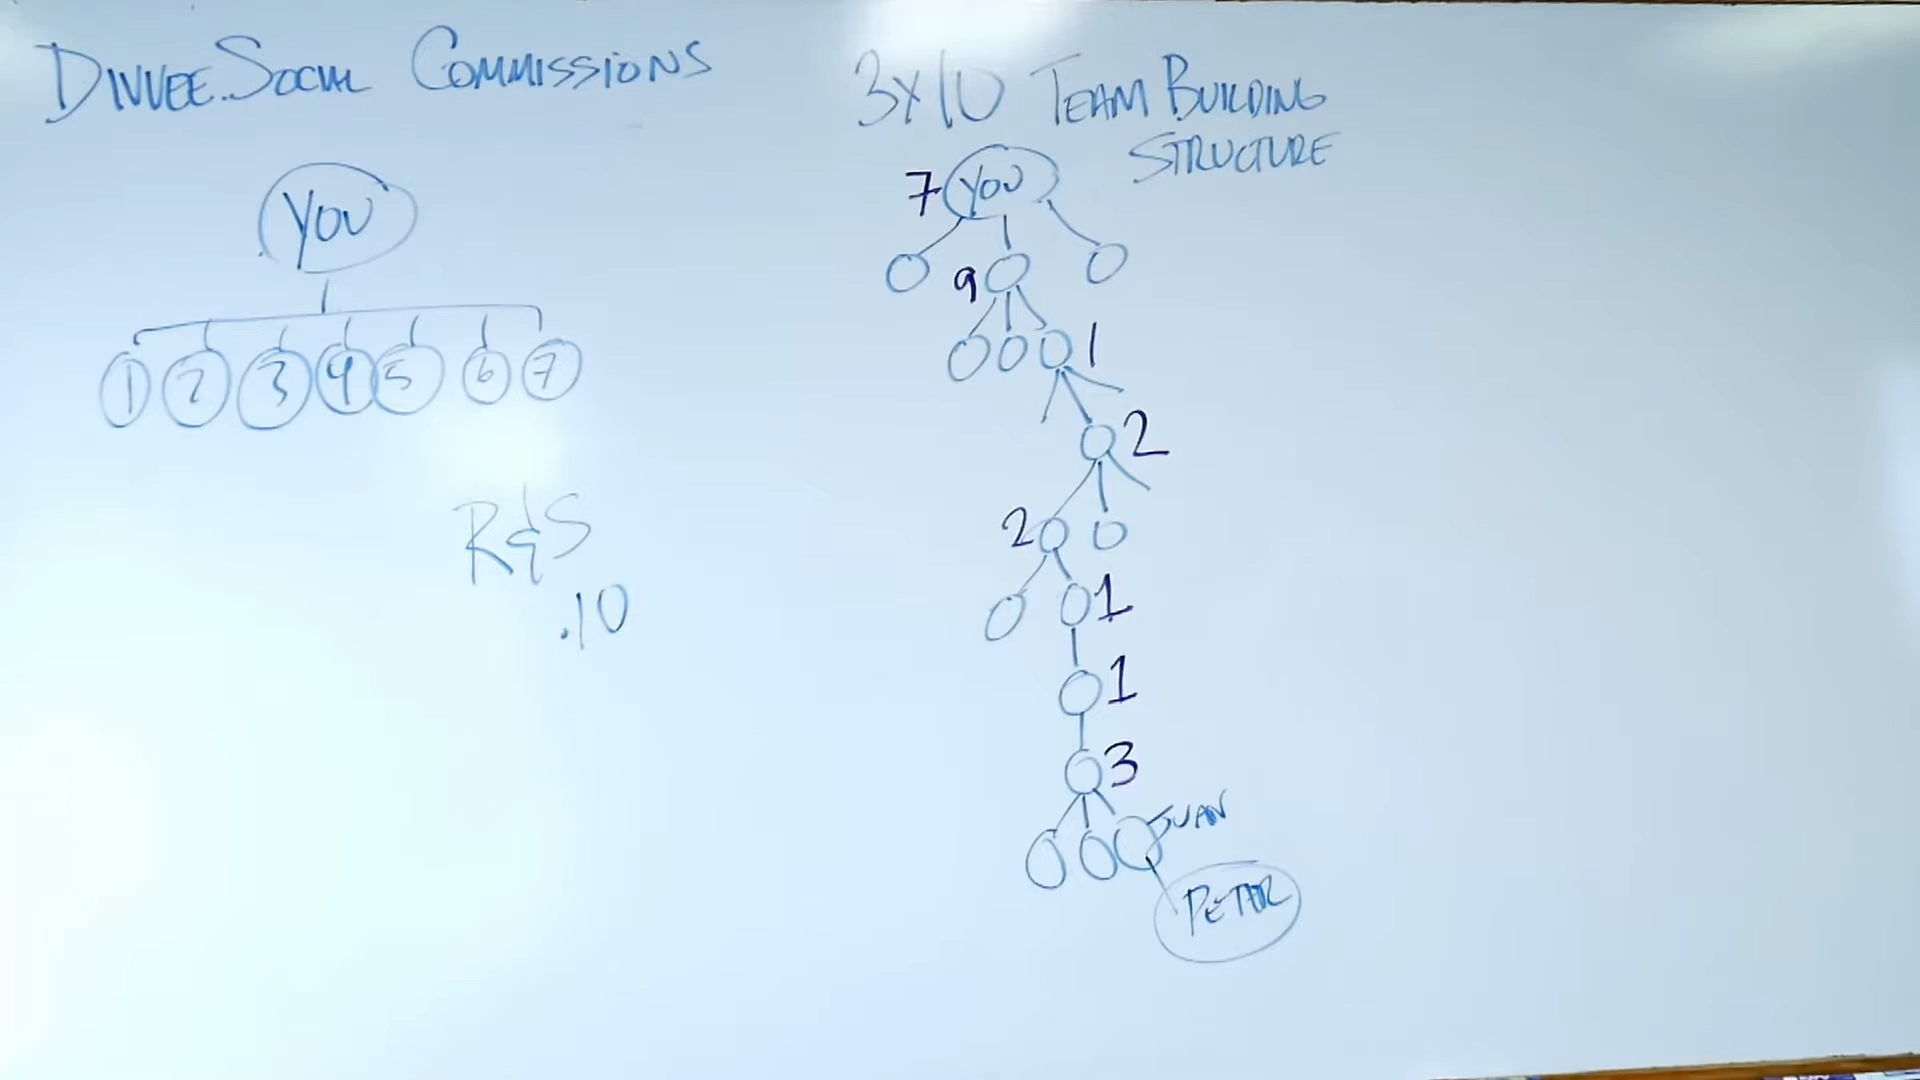 DIVVEE.SOCIAL COMMISSIONS
YOU
1 2 3 4 5 6 7
R&S
.10
3x10 TEAM BUILDING
STRUCTURE
7 YOU
9
1
2
2
1
1
3
JUAN
PETER